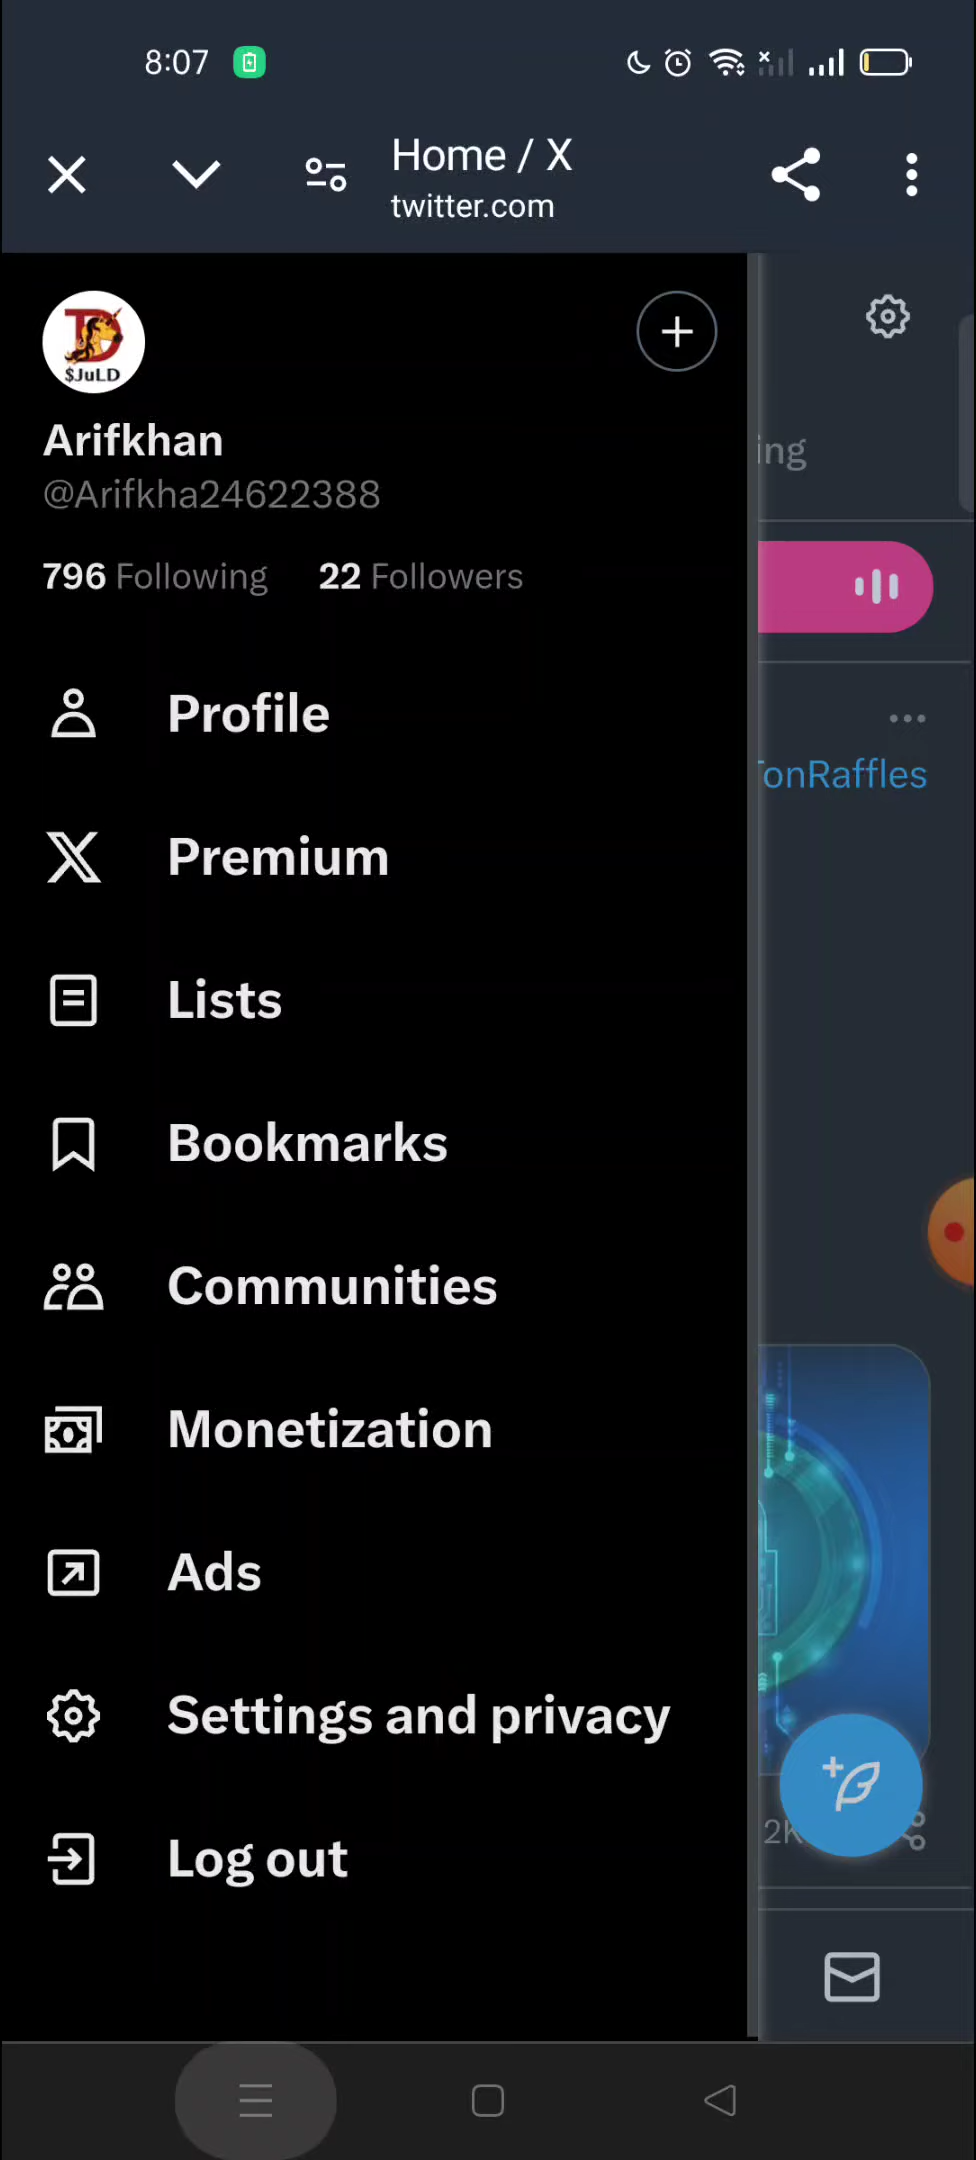 8:07
Home / X
twitter.com
$JuLD
Arifkhan
@Arifkha24622388
796 Following 22 Followers
ing
Profile
TonRaffles
Premium
Lists
Bookmarks
Communities
Monetization
Ads
Settings and privacy
2K
Log out